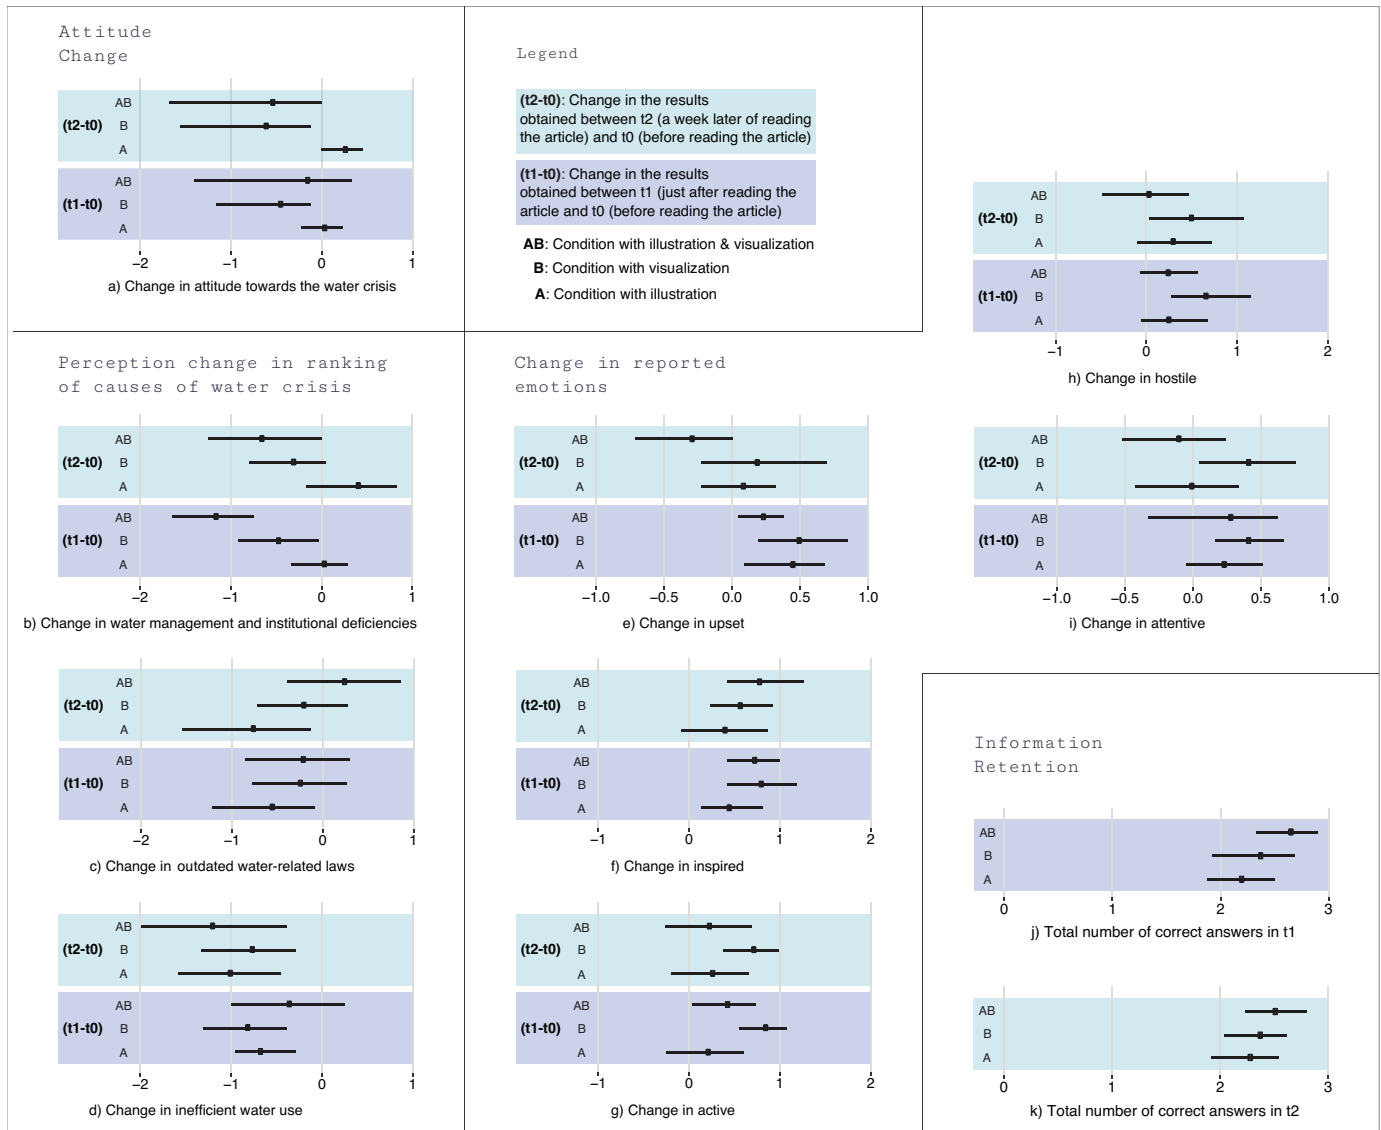 Attitude
Change
AB
(t2-t0) B
A
AB
(t1-t0) B
A
−2 −1 0 1
a) Change in attitude towards the water crisis
Legend
(t2-t0): Change in the results
obtained between t2 (a week later of reading
the article) and t0 (before reading the article)
(t1-t0): Change in the results
obtained between t1 (just after reading the
article and t0 (before reading the article)
AB: Condition with illustration & visualization
B: Condition with visualization
A: Condition with illustration
AB
(t2-t0) B
A
AB
(t1-t0) B
A
−1 0 1 2
h) Change in hostile
Perception change in ranking
of causes of water crisis
AB
(t2-t0) B
A
AB
(t1-t0) B
A
−2 −1 0 1
b) Change in water management and institutional deficiencies
AB
(t2-t0) B
A
AB
(t1-t0) B
A
−2 −1 0 1
c) Change in outdated water-related laws
AB
(t2-t0) B
A
AB
(t1-t0) B
A
−2 −1 0 1
d) Change in inefficient water use
Change in reported
emotions
AB
(t2-t0) B
A
AB
(t1-t0) B
A
−1.0 −0.5 0.0 0.5 1.0
e) Change in upset
AB
(t2-t0) B
A
AB
(t1-t0) B
A
−1 0 1 2
f) Change in inspired
AB
(t2-t0) B
A
AB
(t1-t0) B
A
−1 0 1 2
g) Change in active
AB
(t2-t0) B
A
AB
(t1-t0) B
A
−1.0 −0.5 0.0 0.5 1.0
i) Change in attentive
Information
Retention
AB
B
A
0 1 2 3
j) Total number of correct answers in t1
AB
B
A
0 1 2 3
k) Total number of correct answers in t2